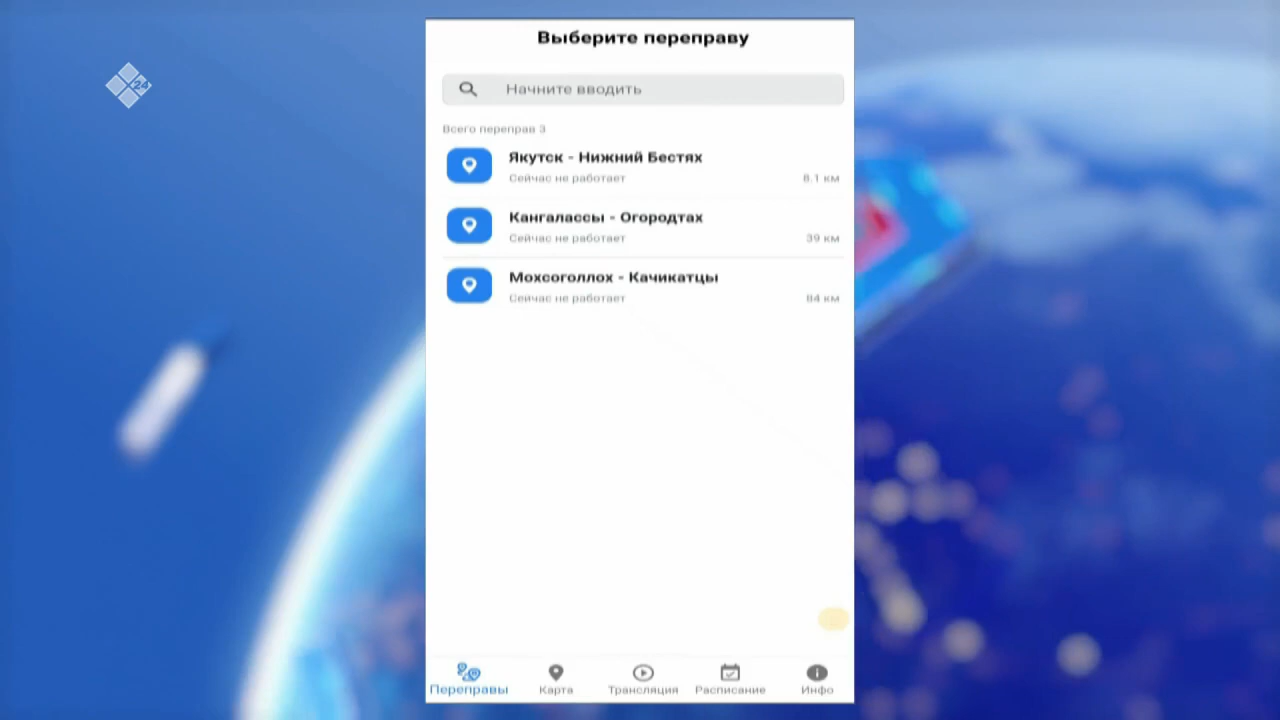 24
Выберите переправу
Начните вводить
Всего переправ 3
Якутск - Нижний Бестях
Сейчас не работает
8.1 км
Кангалассы - Огородтах
Сейчас не работает
39 км
Мохсоголлох - Качикатцы
Сейчас не работает
84 км
Переправы
Карта
Трансляция
Расписание
Инфо